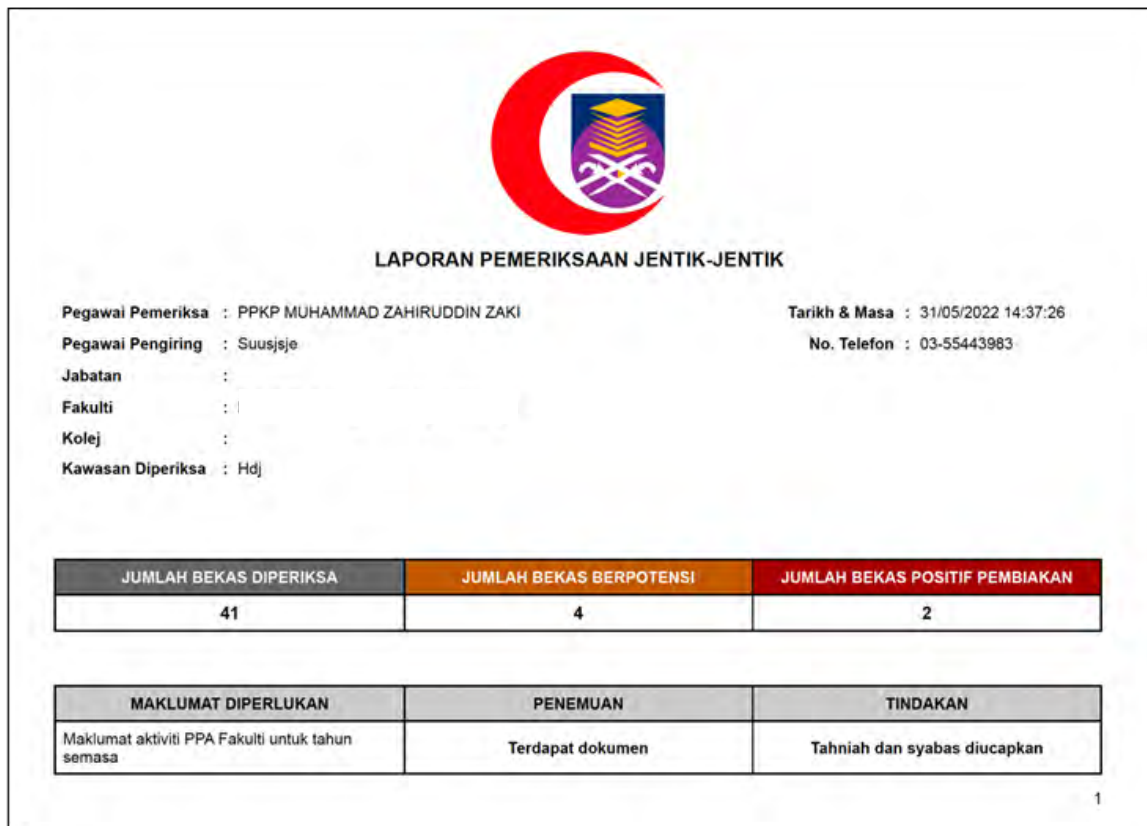 LAPORAN PEMERIKSAAN JENTIK-JENTIK
Pegawai Pemeriksa : PPKP MUHAMMAD ZAHIRUDDIN ZAKI
Tarikh & Masa : 31/05/2022 14:37:26
Pegawai Pengiring : Suusjsje
No. Telefon : 03-55443983
Jabatan :
Fakulti :
Kolej :
Kawasan Diperiksa : Hdj
JUMLAH BEKAS DIPERIKSA JUMLAH BEKAS BERPOTENSI JUMLAH BEKAS POSITIF PEMBIAKAN
41 4 2
MAKLUMAT DIPERLUKAN PENEMUAN TINDAKAN
Maklumat aktiviti PPA Fakulti untuk tahun
semasa
Terdapat dokumen
Tahniah dan syabas diucapkan
1